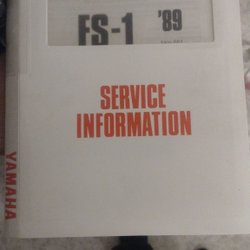 FS-1 '89
SERVICE
INFORMATION
YAMAHA